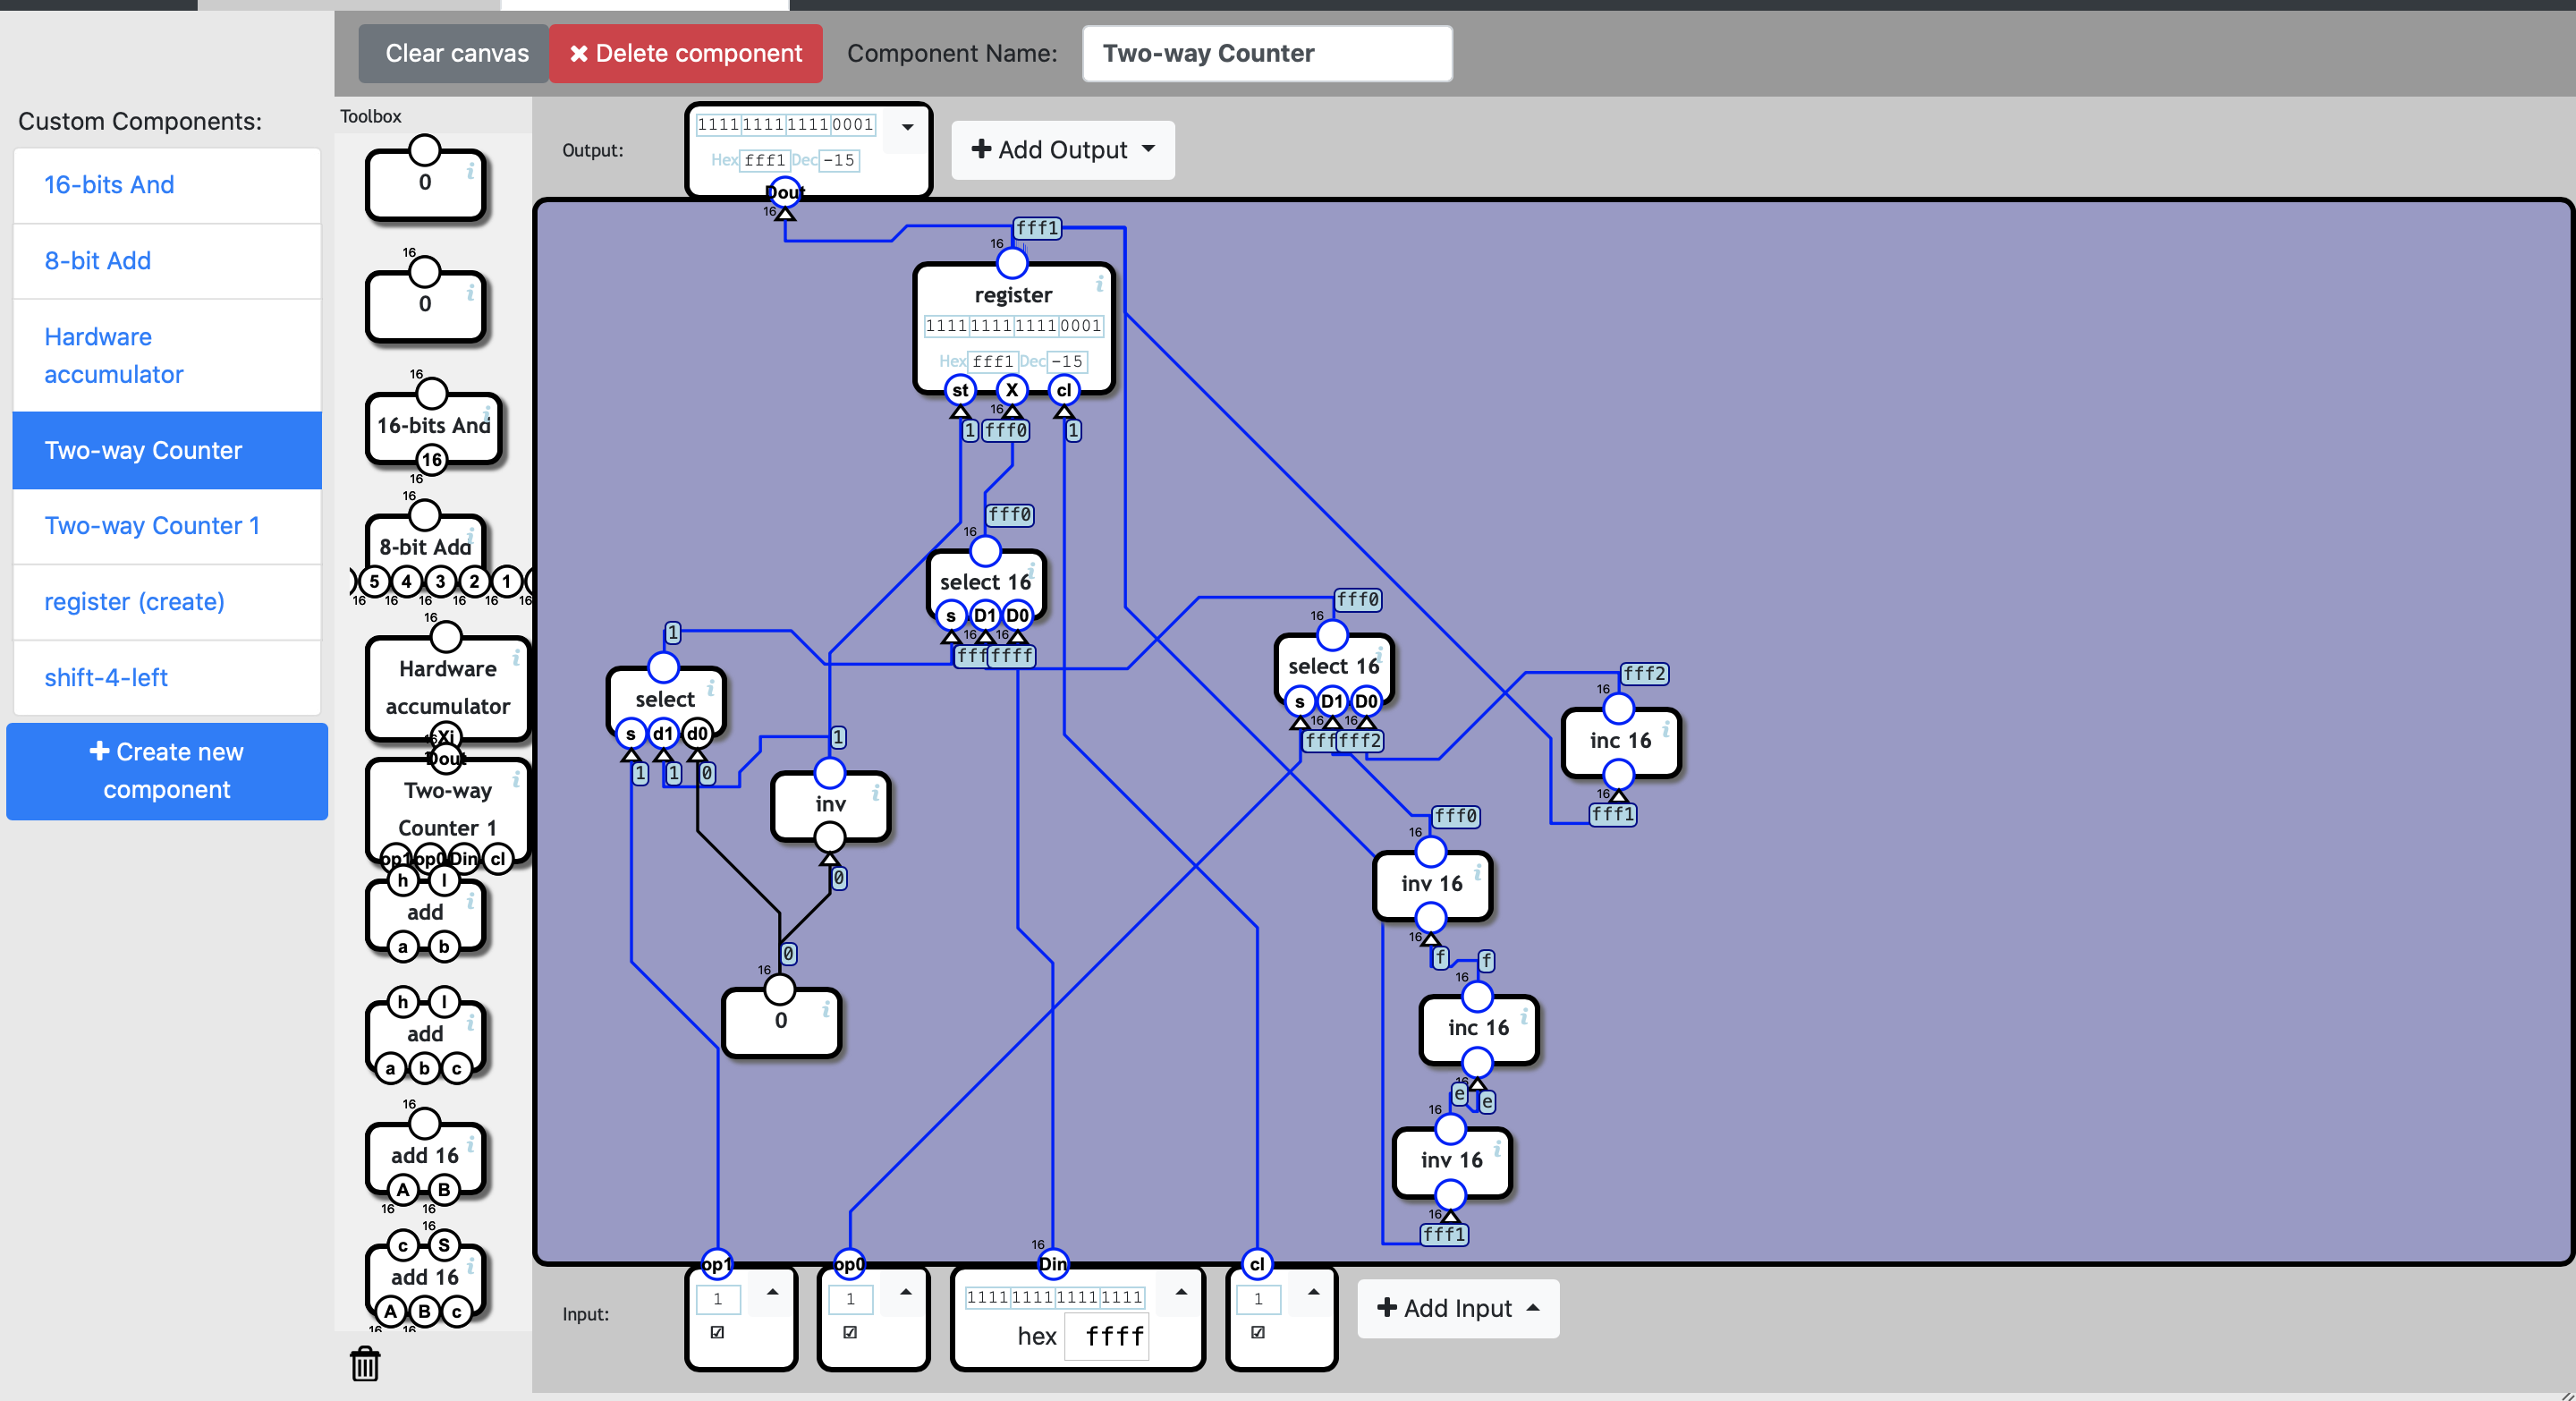 Clear canvas
Delete component
Component Name:
Two-way Counter
Custom Components:
16-bits And
8-bit Add
Hardware
accumulator
Two-way Counter
Two-way Counter 1
register (create)
shift-4-left
Create new
component
Toolbox
0
16
0
16
16-bits And
16
16
16
8-bit Add
5 4 3 2 1
16 16 16 16 16 16
16
Hardware
accumulator
Xi
16
Dout
Two-way
Counter 1
op1 op0 Din cl
h l
add
a b
h l
add
a b c
16
add 16
A B
16 16
16
c S
add 16
A B c
16 16
Output:
1111 1111 1111 0001
Hex fff1 Dec -15
Dout
16
Add Output
fff1
16
register
1111 1111 1111 0001
Hex fff1 Dec -15
st X cl
16
1 fff0 1
fff0
16
select 16
s D1 D0
16 16
fff ffff
1
select
s d1 d0
1 1 0
1
inv
0
0
16
0
fff0
16
select 16
s D1 D0
16 16
fff fff2
fff2
16
inc 16
16
fff1
fff0
16
inv 16
16
f f
16
inc 16
16
e e
16
inv 16
16
fff1
Input:
op1
1
op0
1
16
Din
1111 1111 1111 1111
hex ffff
cl
1
Add Input